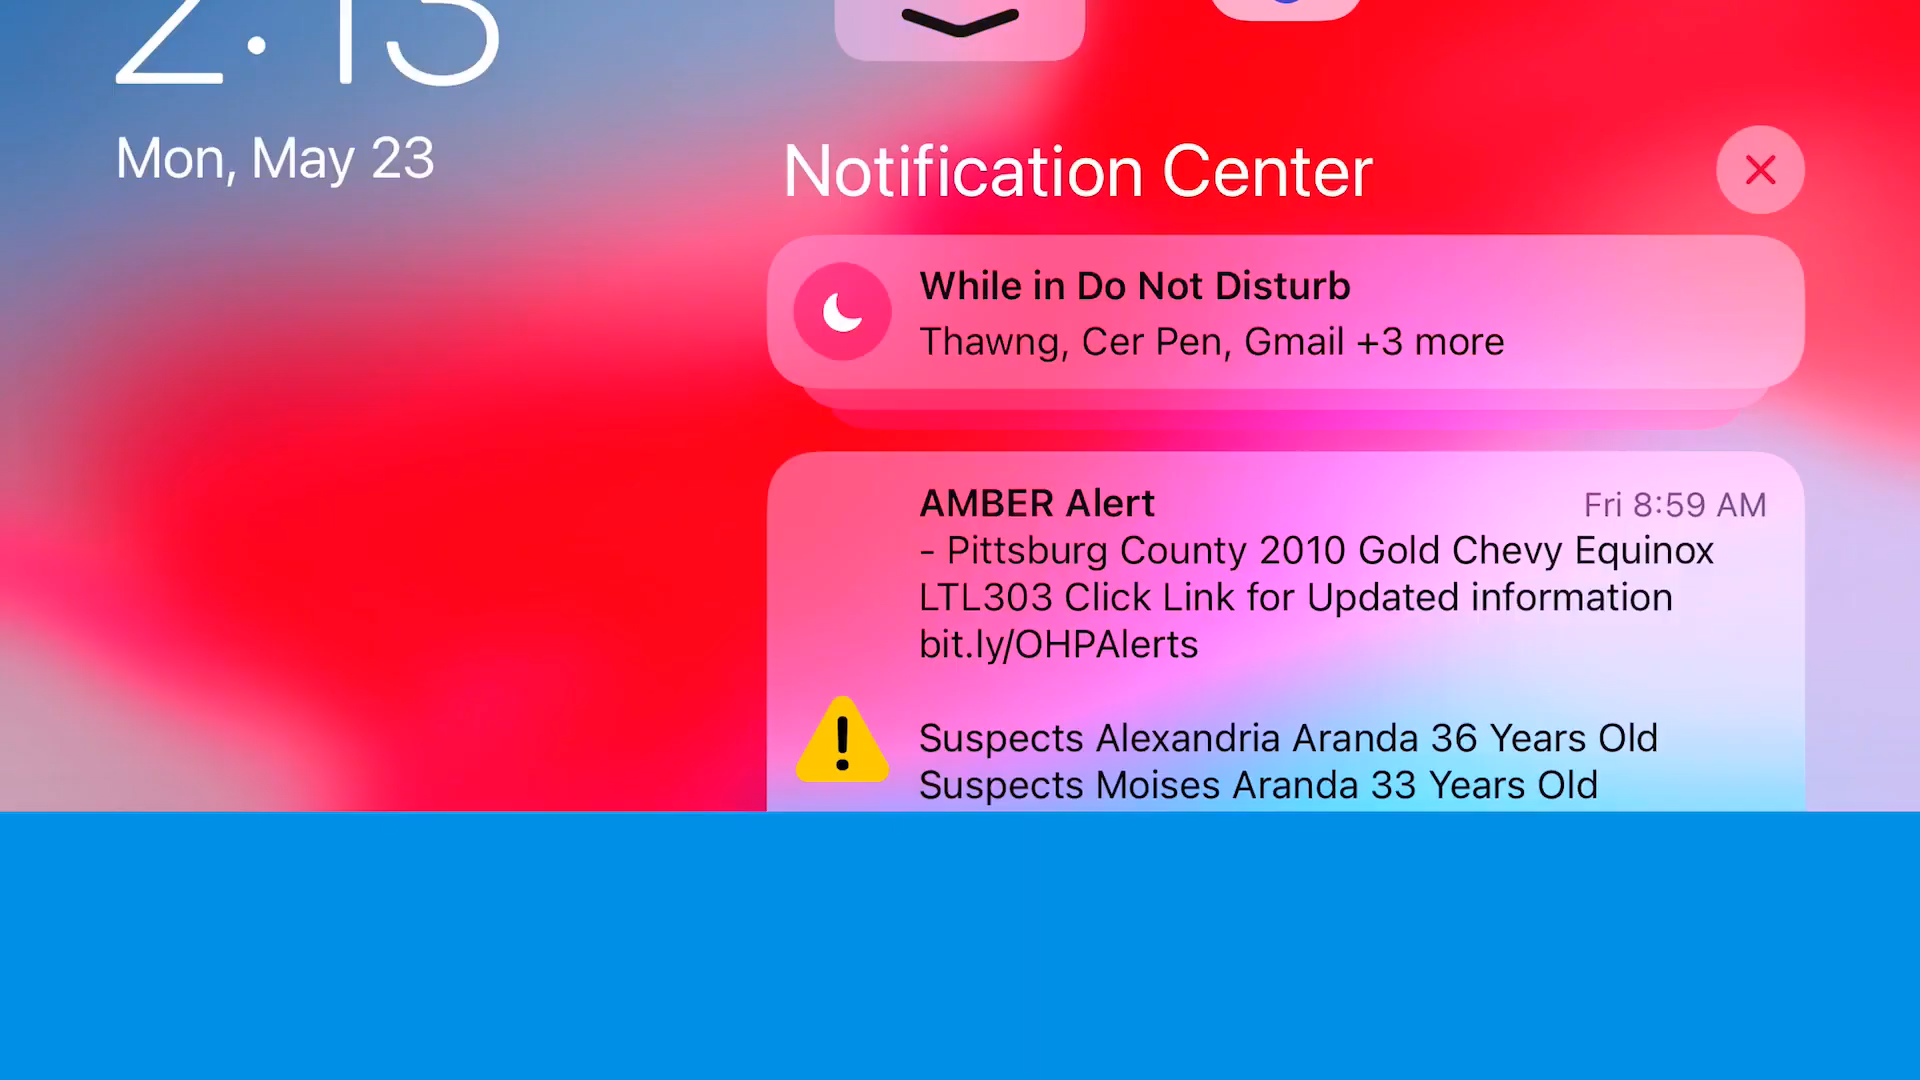 2:13
Mon, May 23
Notification Center
While in Do Not Disturb
Thawng, Cer Pen, Gmail +3 more
AMBER Alert
Fri 8:59 AM
- Pittsburg County 2010 Gold Chevy Equinox
LTL303 Click Link for Updated information
bit.ly/OHPAlerts
Suspects Alexandria Aranda 36 Years Old
Suspects Moises Aranda 33 Years Old